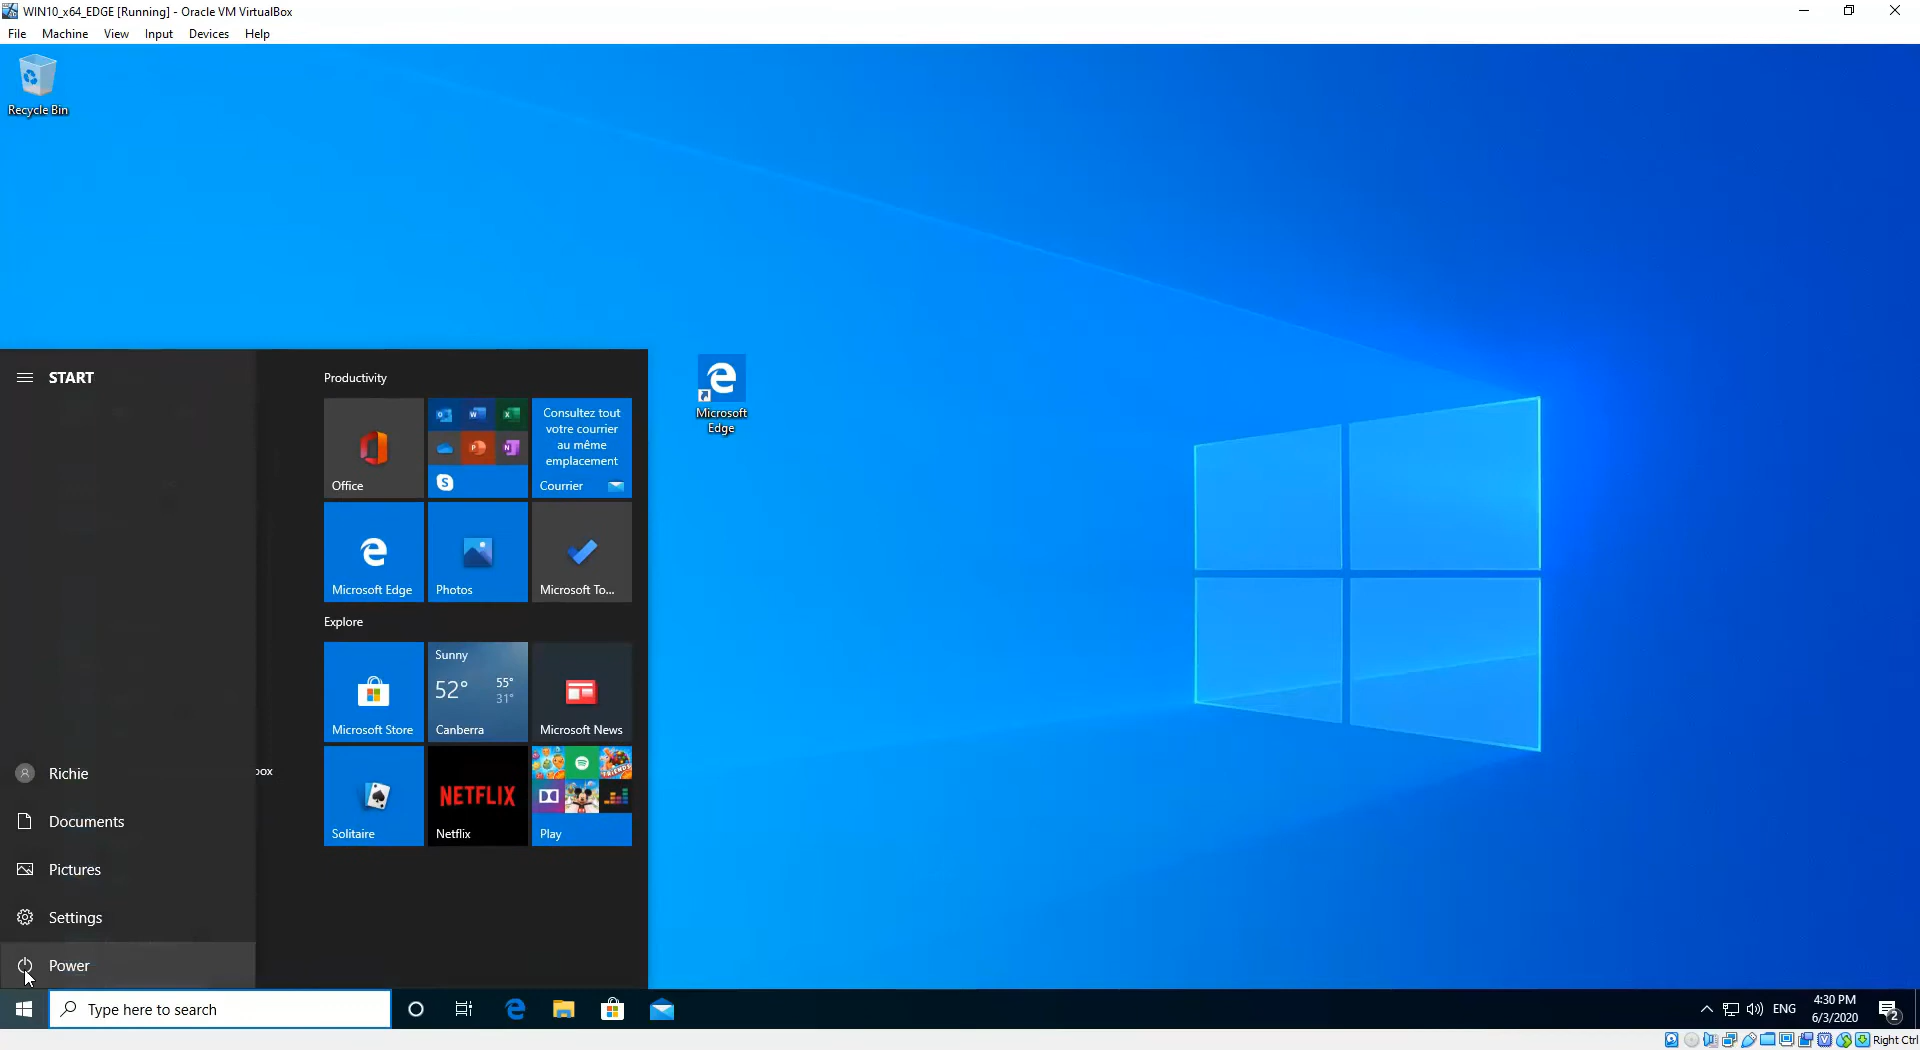 WIN10_x64_EDGE [Running] - Oracle VM VirtualBox
File Machine View Input Devices Help
Recycle Bin
START
Productivity
Consultez tout
votre courrier
au même
emplacement
Office
Courrier
Microsoft
Edge
Microsoft Edge
Photos
Microsoft To...
Explore
Sunny
52° 55°
31°
Microsoft Store
Canberra
Microsoft News
Richie
box
Documents
NETFLIX
FRIENDS
Solitaire
Netflix
Play
Pictures
Settings
Power
Type here to search
ENG
4:30 PM
6/3/2020
2
Right Ctrl